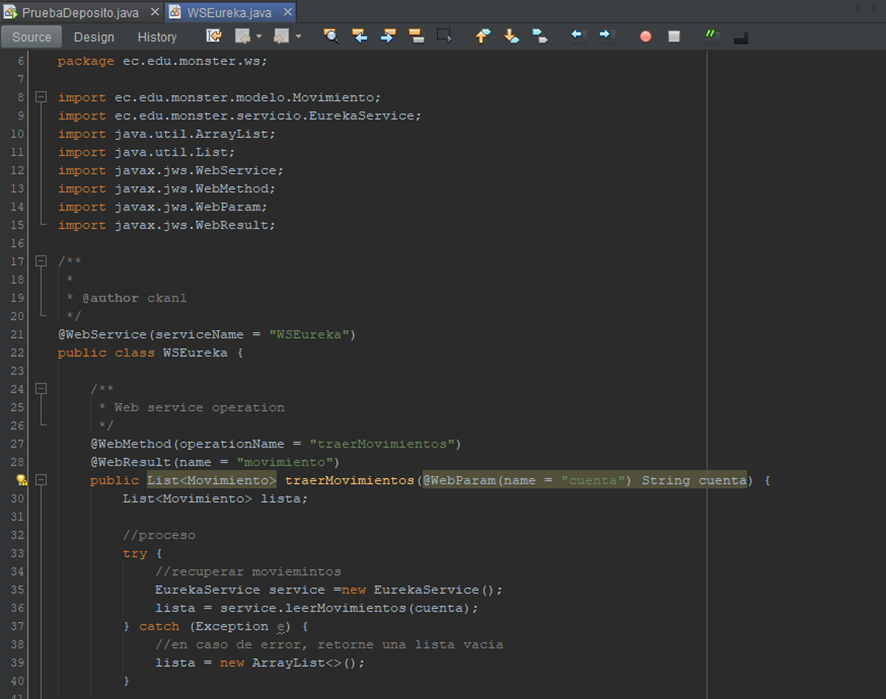 PruebaDeposito.java
WSEureka.java
Source Design History
6 package ec.edu.monster.ws;
7
8 import ec.edu.monster.modelo.Movimiento;
9 import ec.edu.monster.servicio.EurekaService;
10 import java.util.ArrayList;
11 import java.util.List;
12 import javax.jws.WebService;
13 import javax.jws.WebMethod;
14 import javax.jws.WebParam;
15 import javax.jws.WebResult;
16
17 /**
18 *
19 * @author ckanl
20 */
21 @WebService(serviceName = "WSEureka")
22 public class WSEureka {
23
24 /**
25 * Web service operation
26 */
27 @WebMethod(operationName = "traerMovimientos")
28 @WebResult(name = "movimiento")
public List<Movimiento> traerMovimientos(@WebParam(name = "cuenta") String cuenta) {
30 List<Movimiento> lista;
31
32 //proceso
33 try {
34 //recuperar moviemintos
35 EurekaService service =new EurekaService();
36 lista = service.leerMovimientos(cuenta);
37 } catch (Exception e) {
38 //en caso de error, retorne una lista vacia
39 lista = new ArrayList<>();
40 }
41